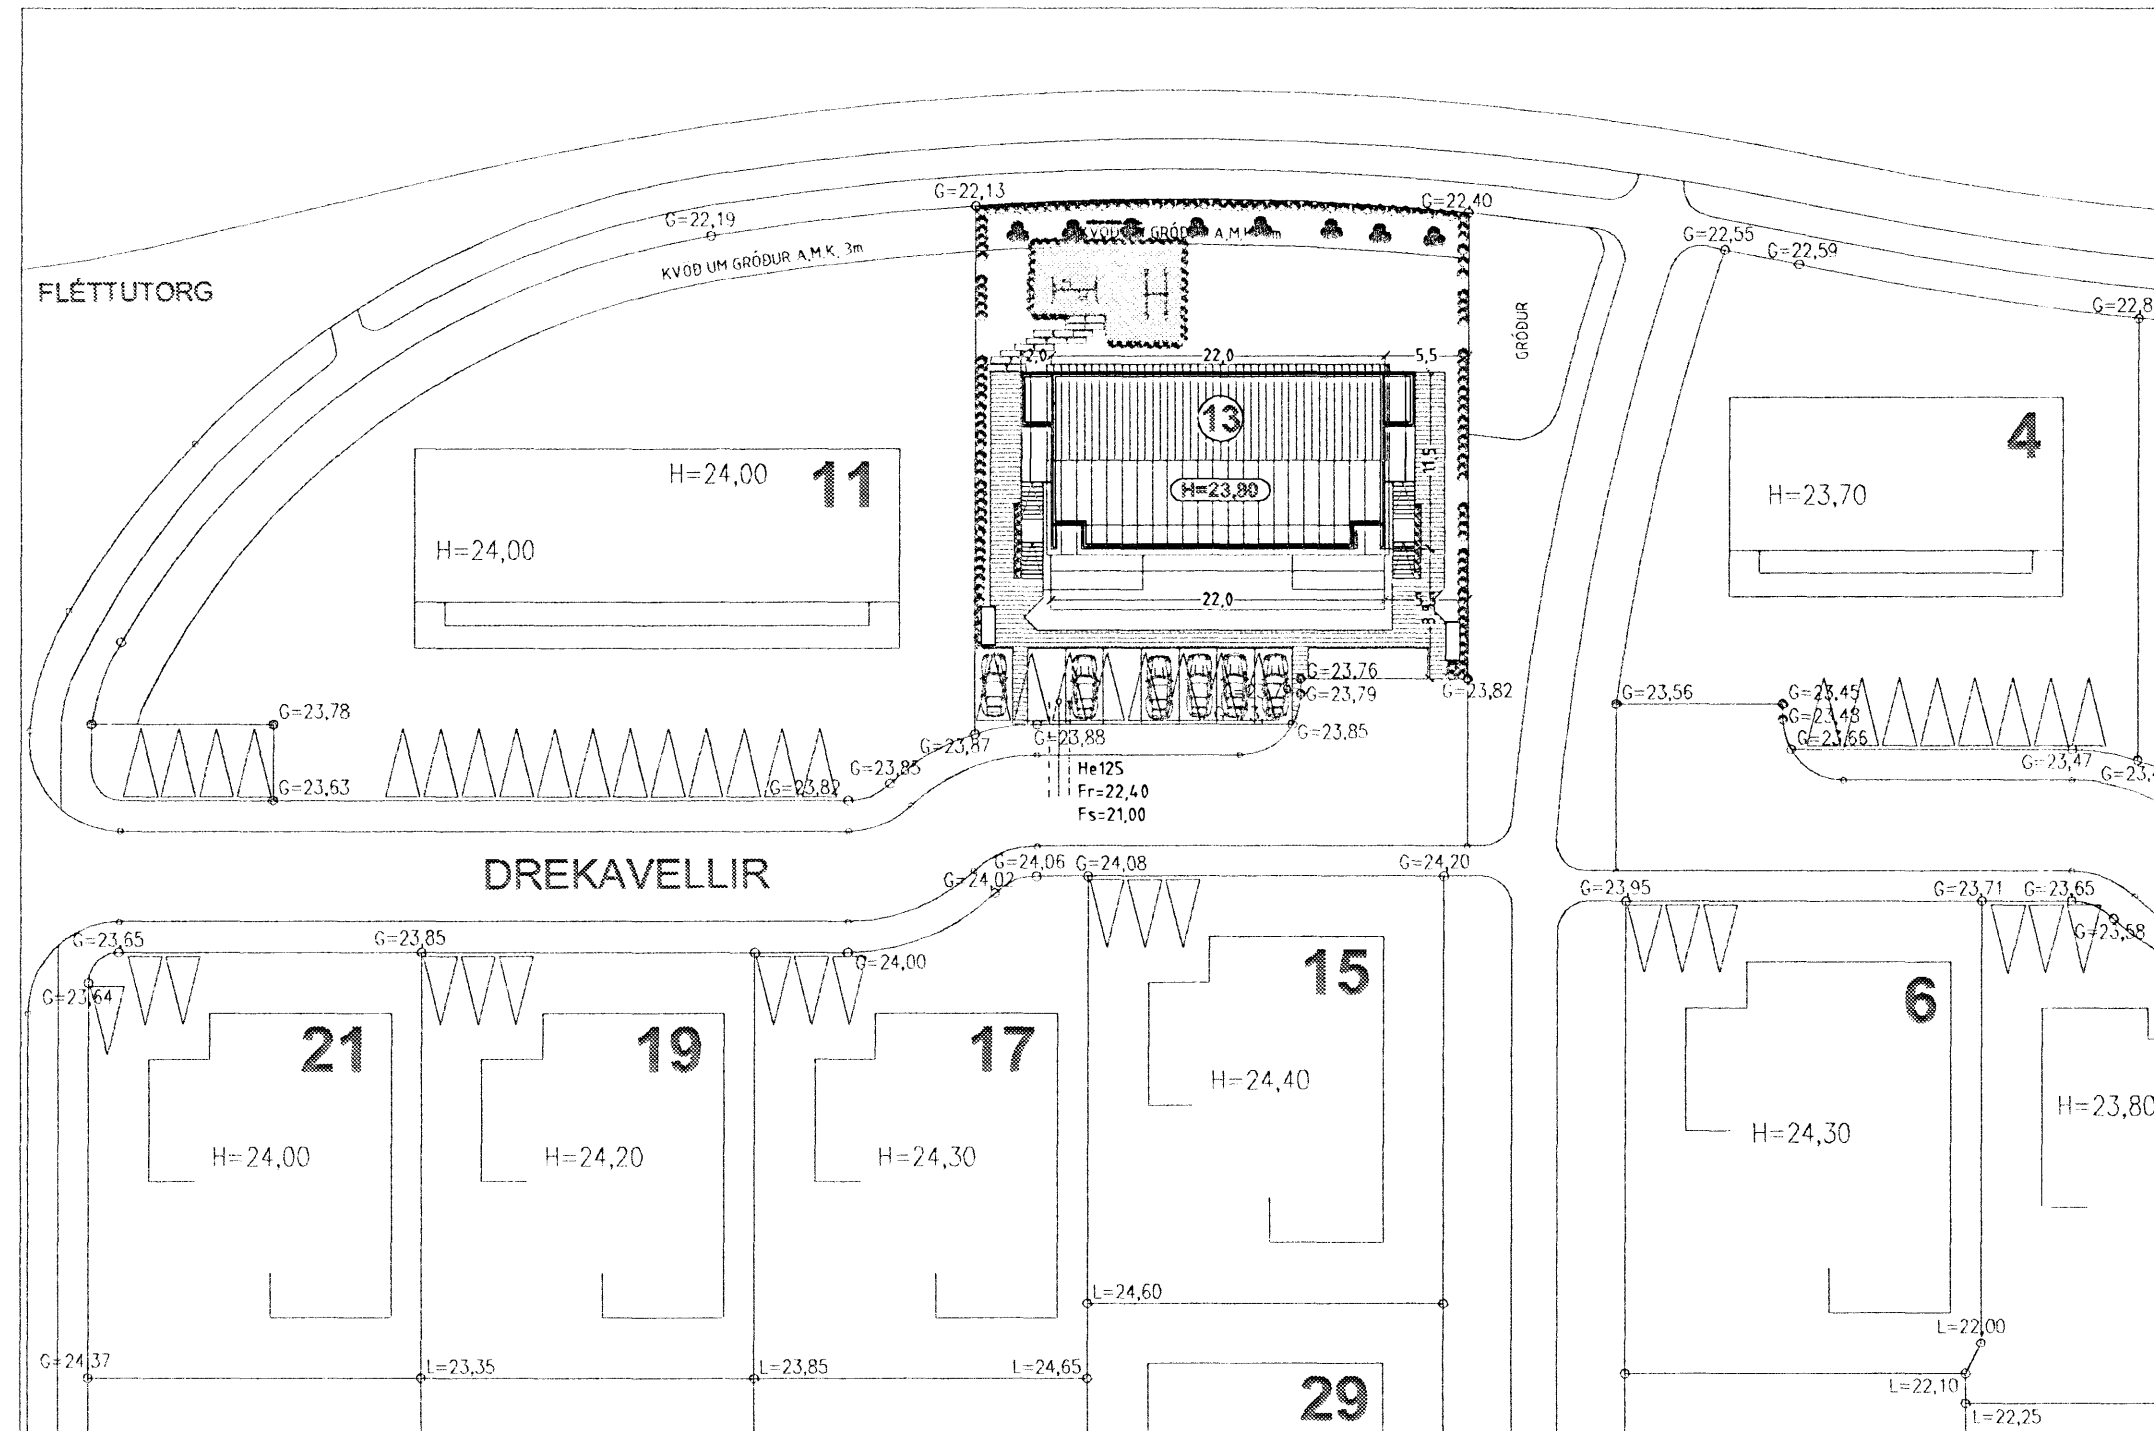 G=22,13
G=22,40
G=22,19
KVÖÐ UM GRÓÐUR A.M.K. 3m
G=22,55
G=22,59
FLÉTTUTORG
G=22,8
GRÓÐUR
2,0
22,0
5,5
13
11
H=24,00
4
H=23,80
11,5
H=23,70
H=24,00
22,0
G=23,76
G=23,79
G=23,82
G=23,56
G=23,45
G=23,48
G=23,66
G=23,47
G=23,78
G=23,87
G=23,88
G=23,85
G=23,85
He125
Fr=22,40
Fs=21,00
G=23,63
G=23,82
DREKAVELLIR
G=24,06
G=24,08
G=24,20
G=24,02
G=23,95
G=23,71
G=23,65
G=23,58
G=23,65
G=23,85
G=24,00
G=23,64
21
19
17
15
6
H=24,40
H=24,30
H=23,80
H=24,00
H=24,20
H=24,30
L=24,60
L=22,00
G=24,37
L=23,35
L=23,85
L=24,65
29
L=22,10
L=22,25